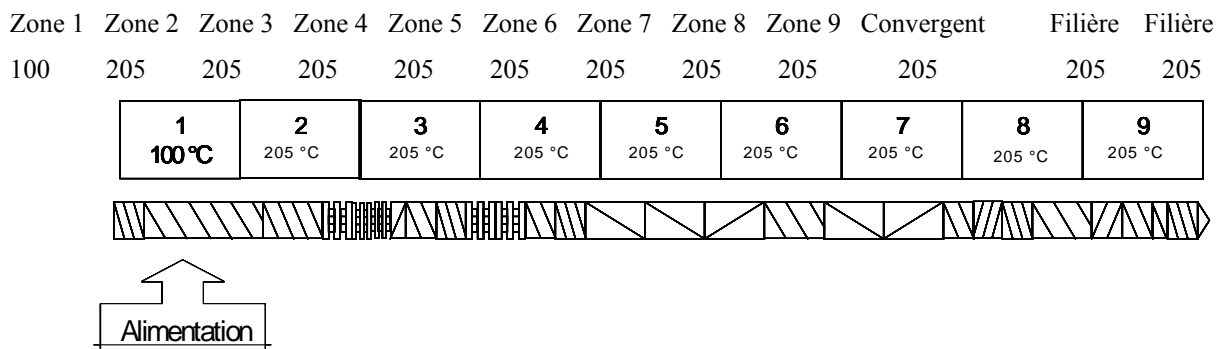 Zone 1 Zone 2 Zone 3 Zone 4 Zone 5 Zone 6 Zone 7 Zone 8 Zone 9 Convergent Filière Filière
100 205 205 205 205 205 205 205 205 205 205 205
1 2 3 4 5 6 7 8 9
100 °C 205 °C 205 °C 205 °C 205 °C 205 °C 205 °C 205 °C 205 °C
Alimentation